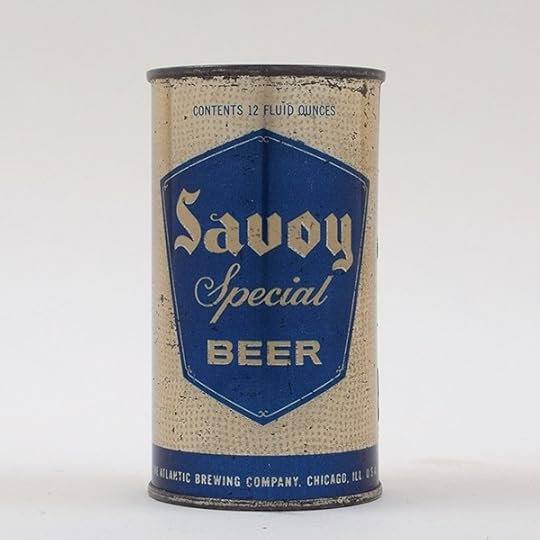 CONTENTS 12 FLUID OUNCES
Savoy
Special
BEER
ATLANTIC BREWING COMPANY, CHICAGO, ILL. U.S.A